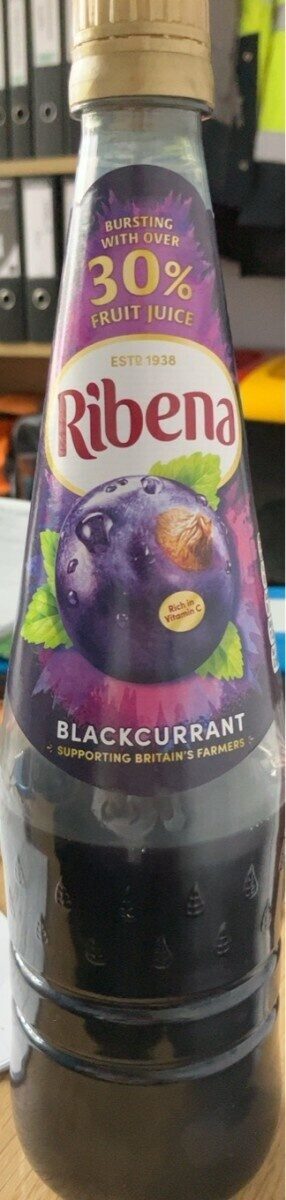 BURSTING
WITH OVER
30%
FRUIT JUICE
ESTD 1938
Ribena
Rich in
Vitamin C
BLACKCURRANT
SUPPORTING BRITAIN'S FARMERS